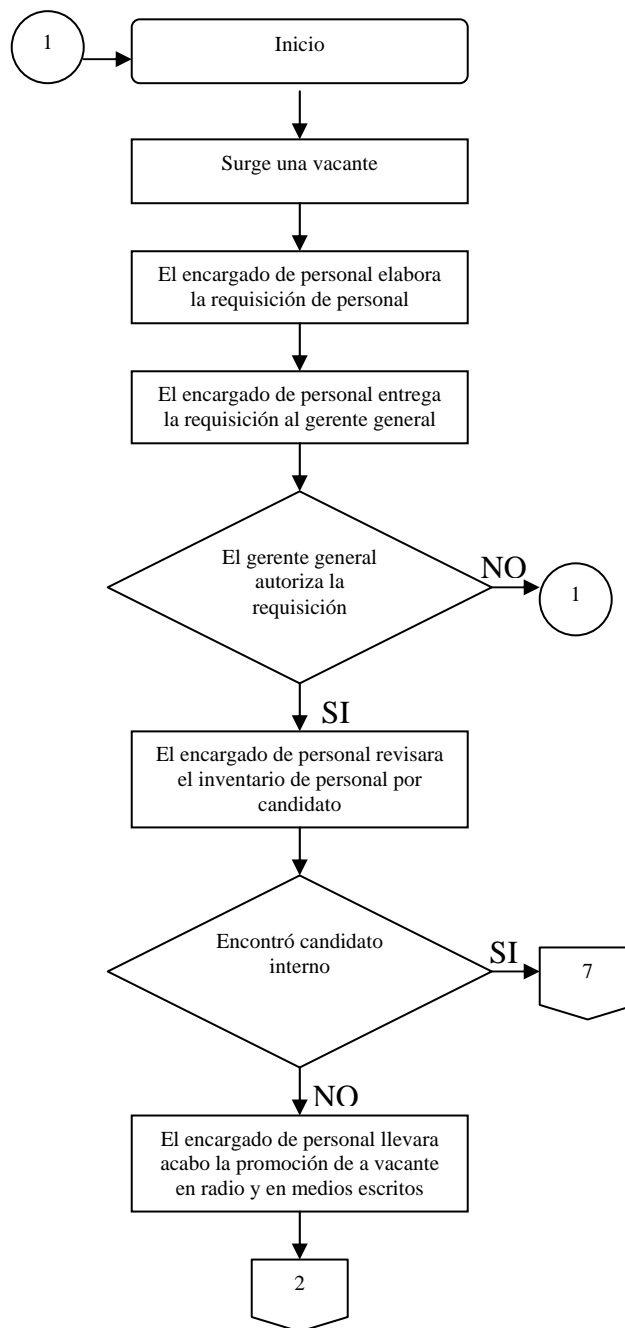 1
Inicio
Surge una vacante
El encargado de personal elabora
la requisición de personal
El encargado de personal entrega
la requisición al gerente general
El gerente general
autoriza la
requisición
NO
1
SI
El encargado de personal revisara
el inventario de personal por
candidato
Encontró candidato
interno
SI
7
NO
El encargado de personal llevara
acabo la promoción de a vacante
en radio y en medios escritos
2